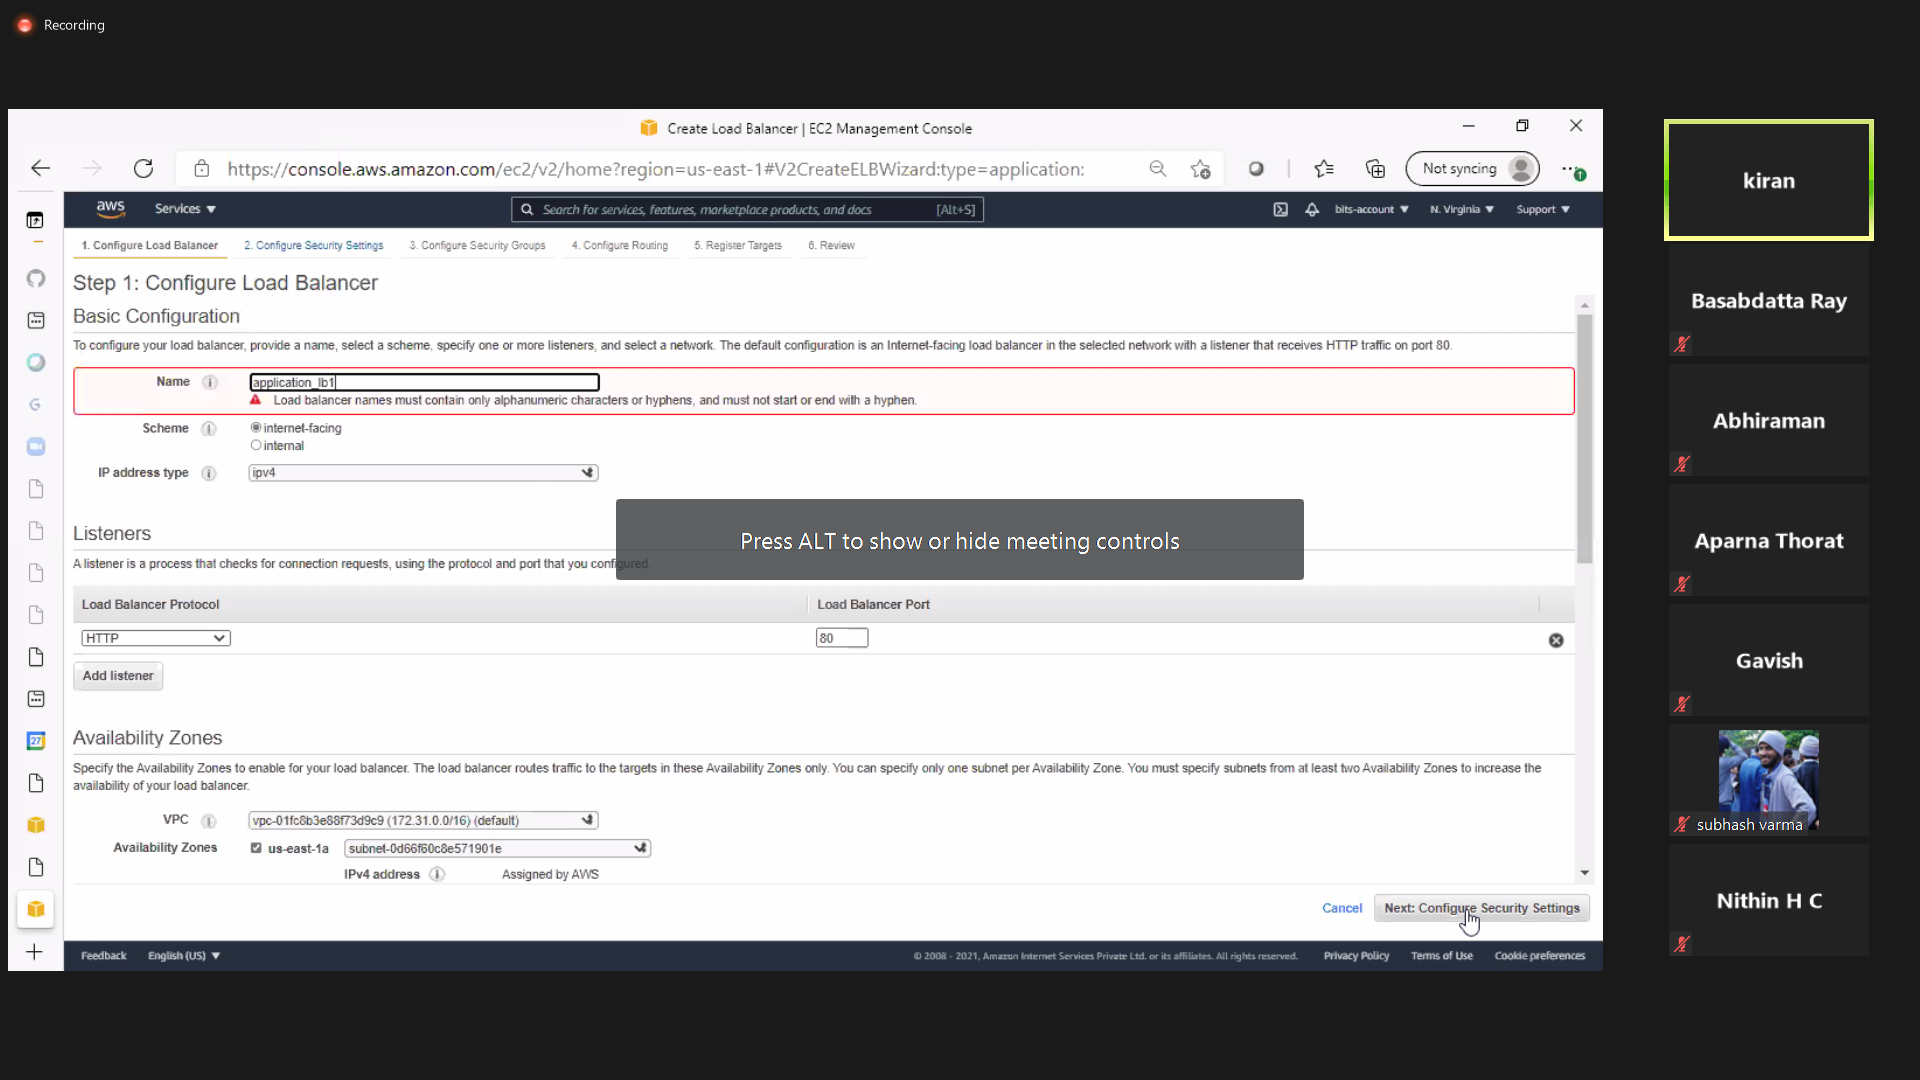 Recording
Create Load Balancer | EC2 Management Console
https://console.aws.amazon.com/ec2/v2/home?region=us-east-1#V2CreateELBWizard:type=application:
Not syncing
aws
Services
Search for services, features, marketplace products, and docs [Alt+S]
bits-account
N. Virginia
Support
1. Configure Load Balancer
2. Configure Security Settings
3. Configure Security Groups
4. Configure Routing
5. Register Targets
6. Review
Step 1: Configure Load Balancer
Basic Configuration
To configure your load balancer, provide a name, select a scheme, specify one or more listeners, and select a network. The default configuration is an Internet-facing load balancer in the selected network with a listener that receives HTTP traffic on port 80.
Name application_lb1
Load balancer names must contain only alphanumeric characters or hyphens, and must not start or end with a hyphen.
Scheme internet-facing
internal
IP address type ipv4
Listeners
A listener is a process that checks for connection requests, using the protocol and port that you configured.
Press ALT to show or hide meeting controls
Load Balancer Protocol Load Balancer Port
HTTP 80
Add listener
Availability Zones
Specify the Availability Zones to enable for your load balancer. The load balancer routes traffic to the targets in these Availability Zones only. You can specify only one subnet per Availability Zone. You must specify subnets from at least two Availability Zones to increase the
availability of your load balancer.
VPC vpc-01fc8b3e88f73d9c9 (172.31.0.0/16) (default)
Availability Zones us-east-1a subnet-0d66f60c8e571901e
IPv4 address Assigned by AWS
Cancel Next: Configure Security Settings
Feedback English (US) © 2008 - 2021, Amazon Internet Services Private Ltd. or its affiliates. All rights reserved. Privacy Policy Terms of Use Cookie preferences
27
kiran
Basabdatta Ray
Abhiraman
Aparna Thorat
Gavish
subhash varma
Nithin H C